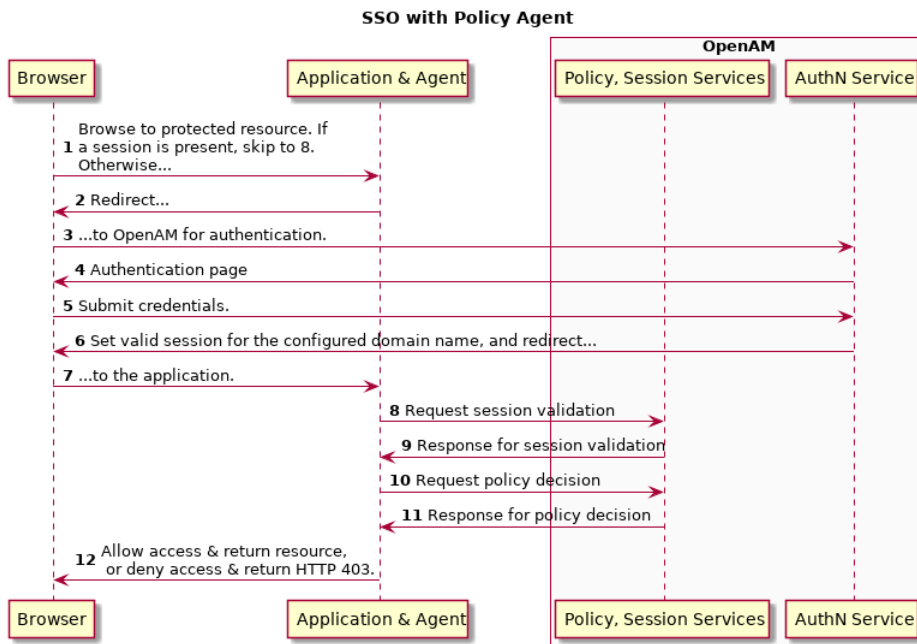 SSO with Policy Agent
OpenAM
Browser
Application & Agent
Policy, Session Services
AuthN Service
1 Browse to protected resource. If
a session is present, skip to 8.
Otherwise...
2 Redirect...
3 ...to OpenAM for authentication.
4 Authentication page
5 Submit credentials.
6 Set valid session for the configured domain name, and redirect...
7 ...to the application.
8 Request session validation
9 Response for session validation
10 Request policy decision
11 Response for policy decision
12 Allow access & return resource,
or deny access & return HTTP 403.
Browser
Application & Agent
Policy, Session Services
AuthN Service